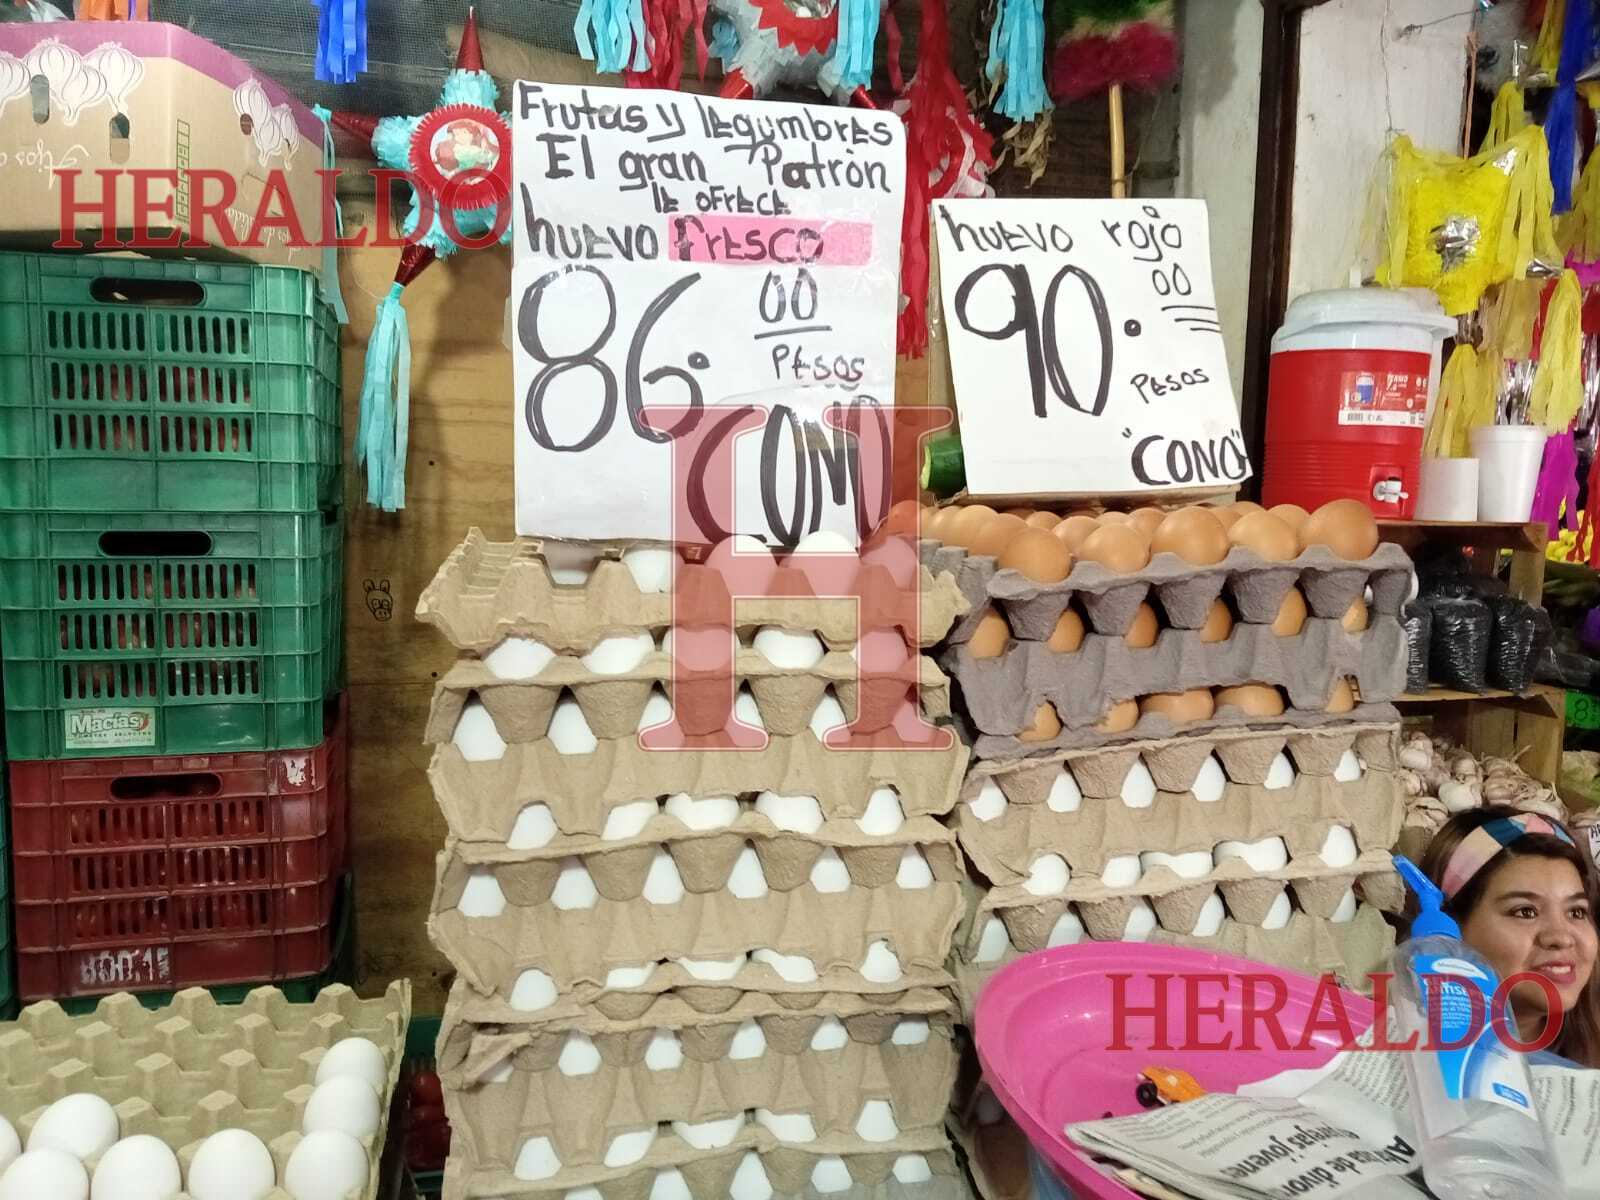 Frutas y legumbres
El gran Patrón
le ofrece
huevo fresco
86.00
Pesos
CONO
huevo rojo
90.00
Pesos
"CONO"
HERALDO
H
HERALDO
Macías